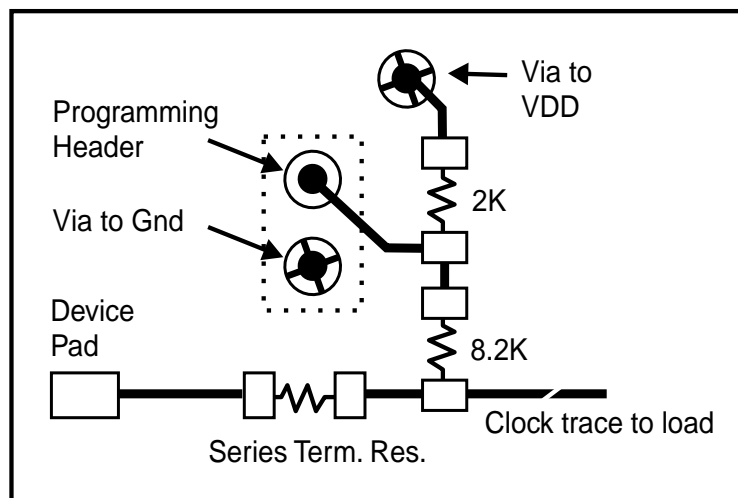 Via to
VDD
Programming
Header
2K
Via to Gnd
Device
Pad
8.2K
Clock trace to load
Series Term. Res.